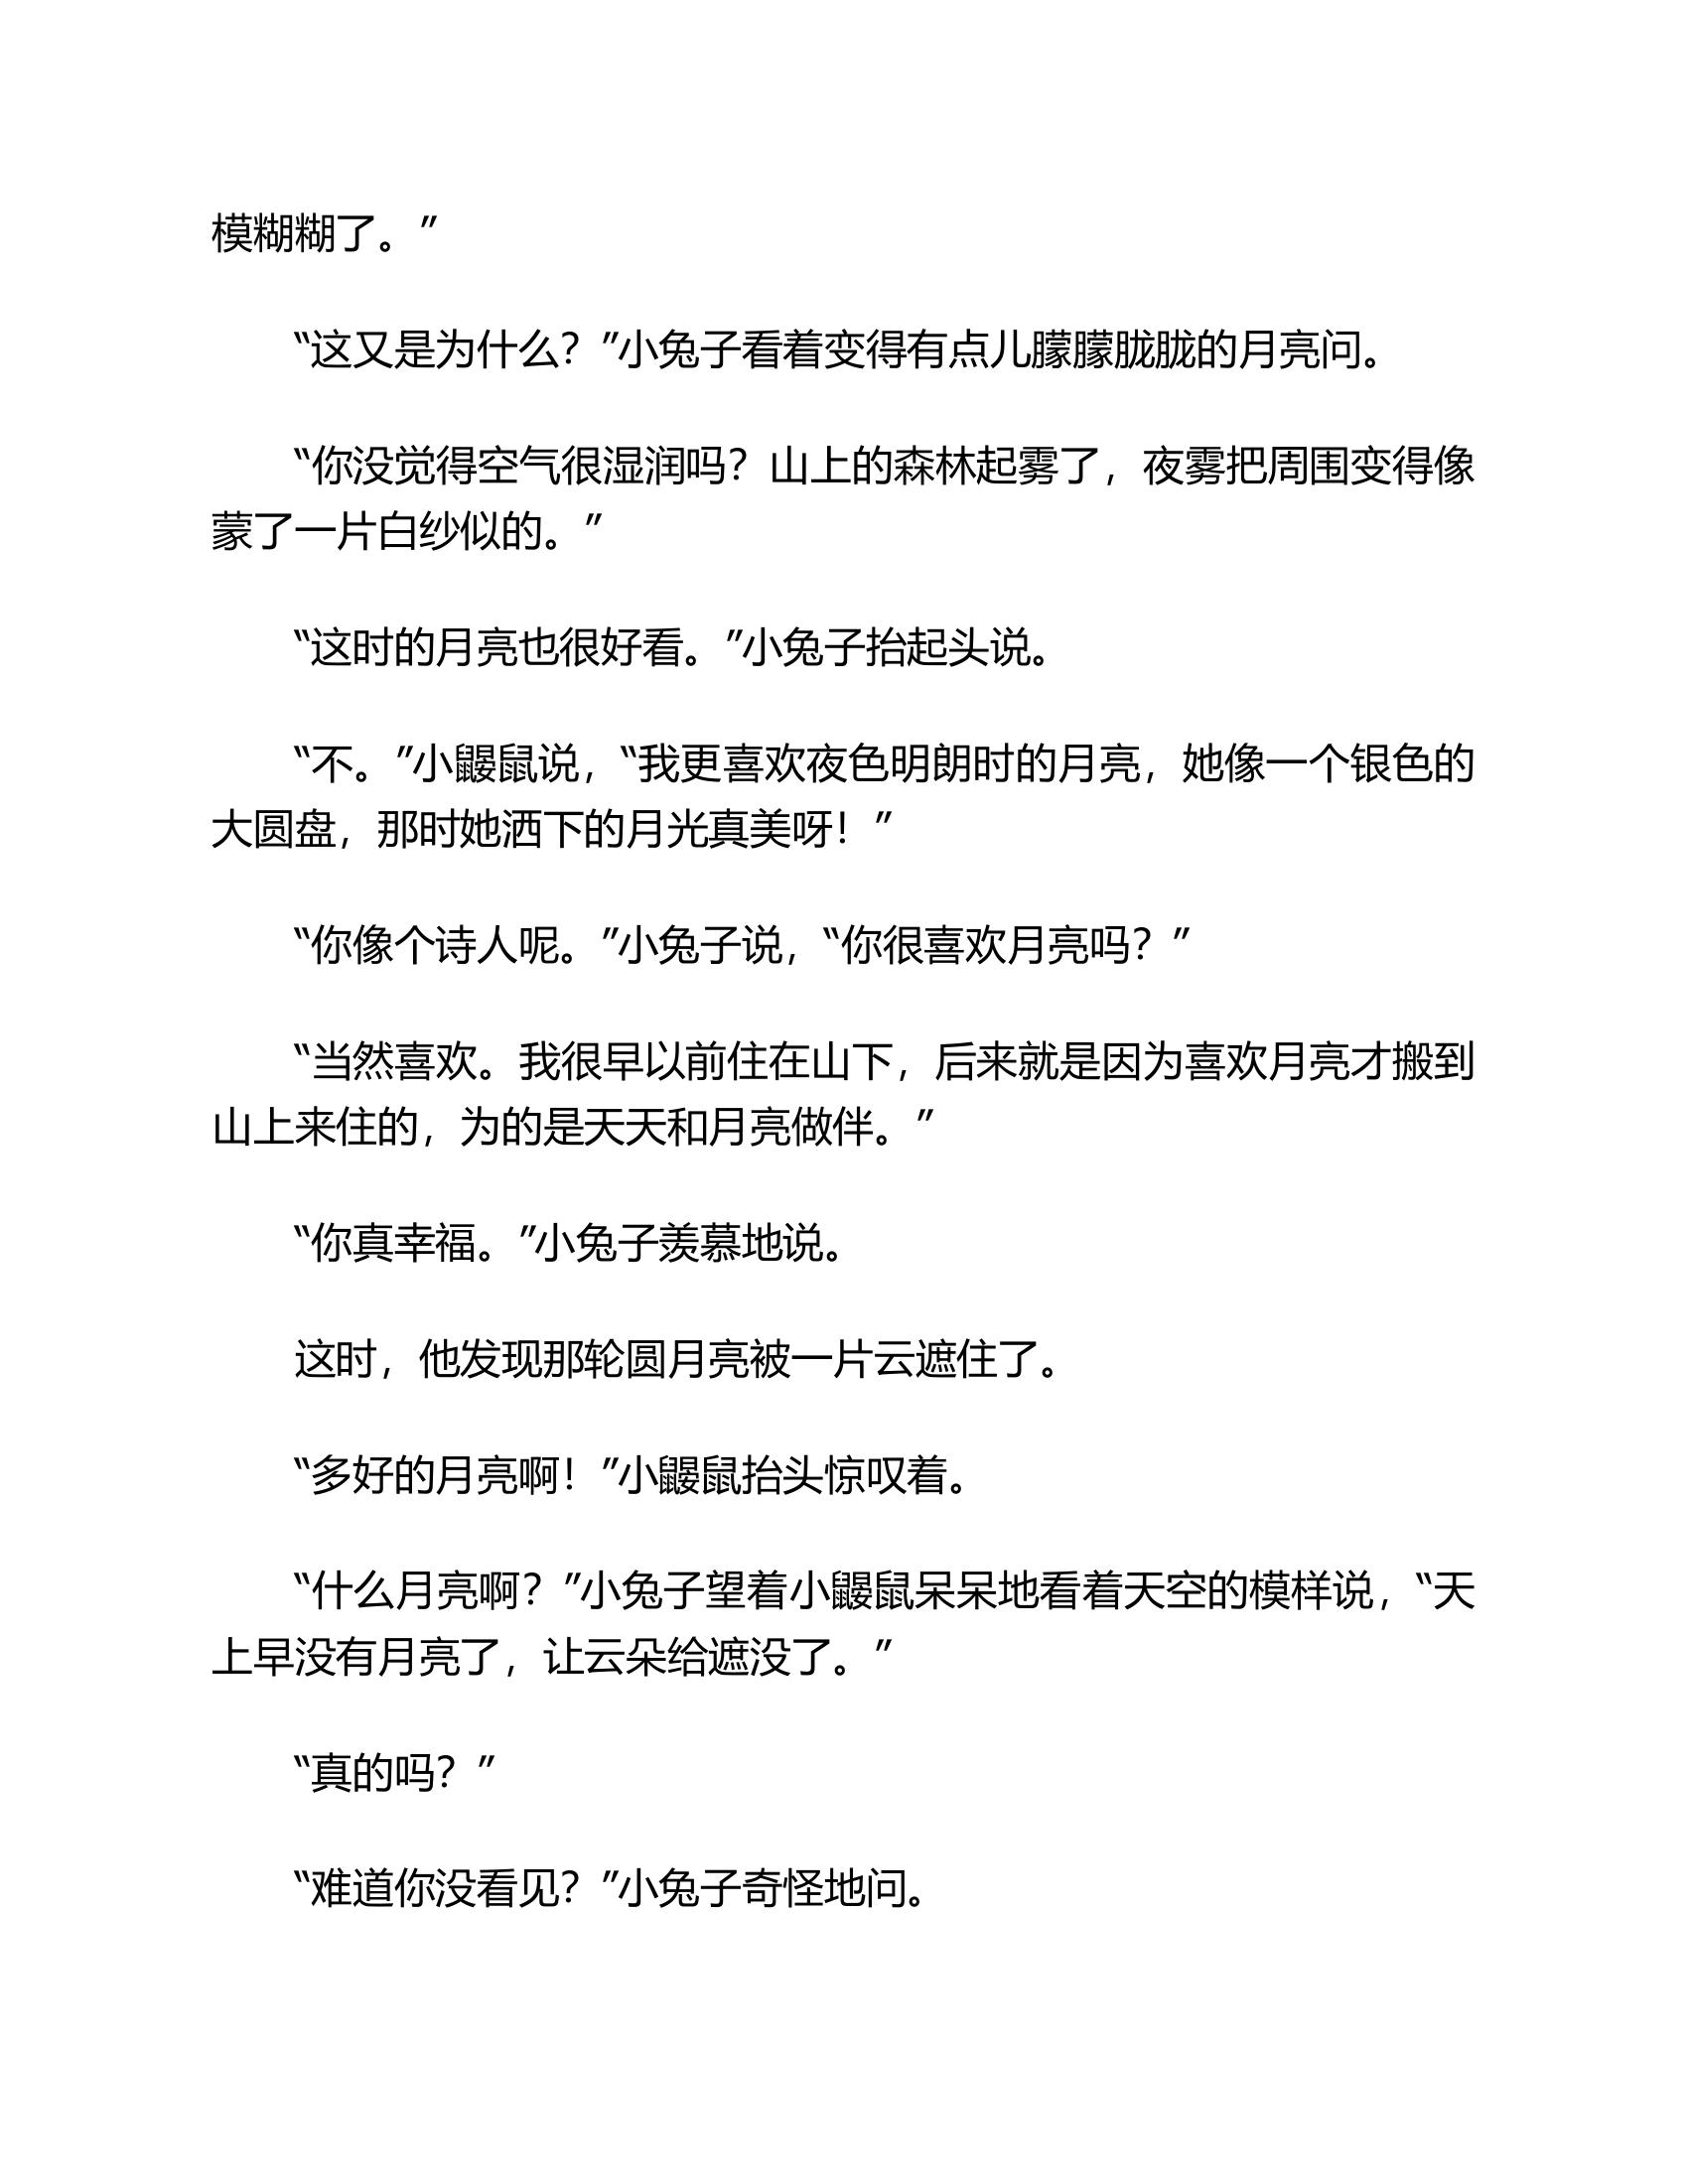 模糊糊了。”
“这又是为什么？”小兔子看着变得有点儿朦朦胧胧的月亮问。
“你没觉得空气很湿润吗？山上的森林起雾了，夜雾把周围变得像
蒙了一片白纱似的。”
“这时的月亮也很好看。”小兔子抬起头说。
“不。”小鼹鼠说，“我更喜欢夜色明朗时的月亮，她像一个银色的
大圆盘，那时她洒下的月光真美呀！”
“你像个诗人呢。”小兔子说，“你很喜欢月亮吗？”
“当然喜欢。我很早以前住在山下，后来就是因为喜欢月亮才搬到
山上来住的，为的是天天和月亮做伴。”
“你真幸福。”小兔子羡慕地说。
这时，他发现那轮圆月亮被一片云遮住了。
“多好的月亮啊！”小鼹鼠抬头惊叹着。
“什么月亮啊？”小兔子望着小鼹鼠呆呆地看着天空的模样说，“天
上早没有月亮了，让云朵给遮没了。”
“真的吗？”
“难道你没看见？”小兔子奇怪地问。